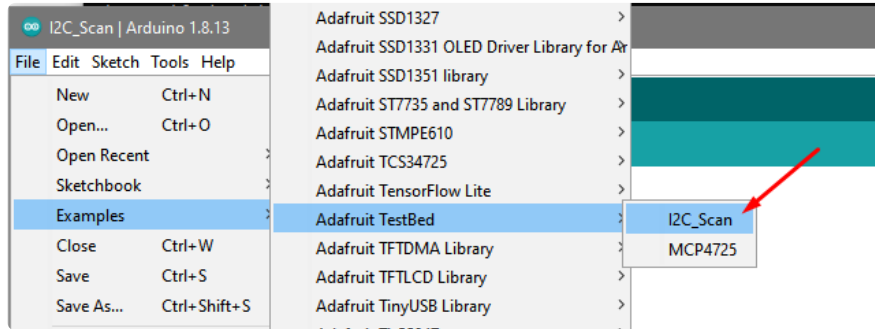 I2C_Scan | Arduino 1.8.13
File Edit Sketch Tools Help
New Ctrl+N
Open... Ctrl+O
Open Recent
Sketchbook
Examples
Close Ctrl+W
Save Ctrl+S
Save As... Ctrl+Shift+S
Adafruit SSD1327
Adafruit SSD1331 OLED Driver Library for Ar
Adafruit SSD1351 library
Adafruit ST7735 and ST7789 Library
Adafruit STMPE610
Adafruit TCS34725
Adafruit TensorFlow Lite
Adafruit TestBed
Adafruit TFTDMA Library
Adafruit TFTLCD Library
Adafruit TinyUSB Library
I2C_Scan
MCP4725